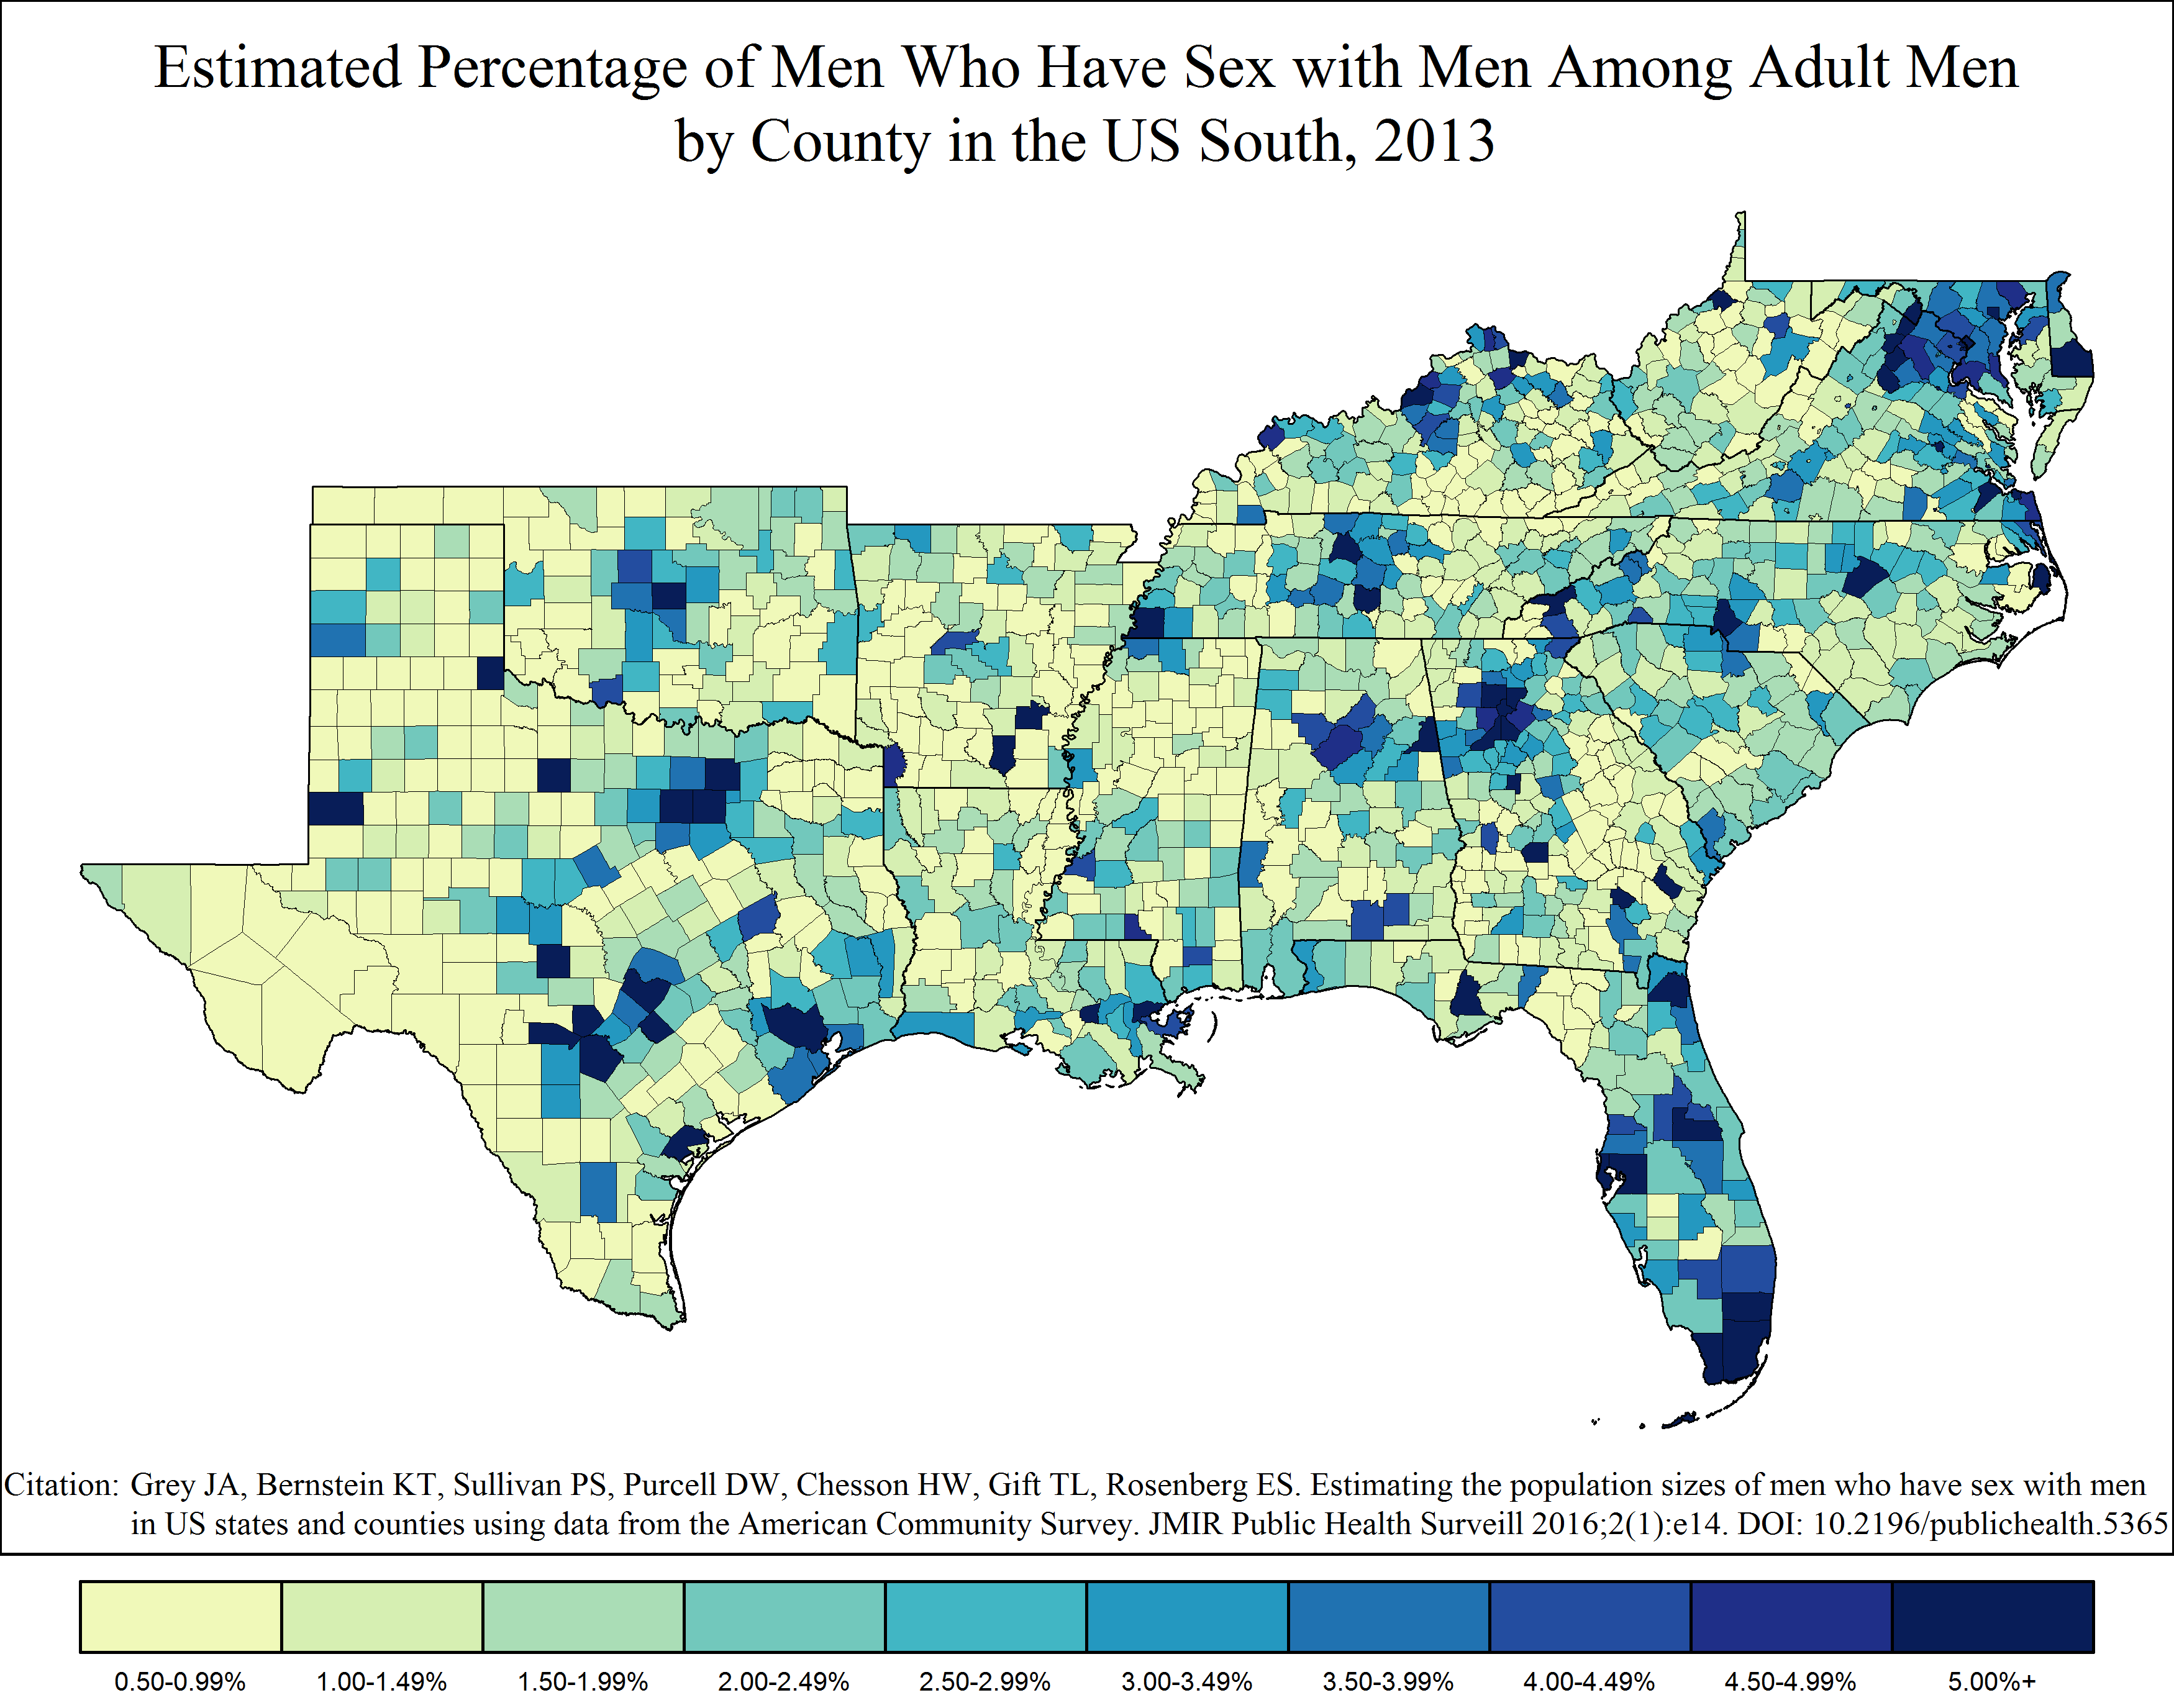 Estimated Percentage of Men Who Have Sex with Men Among Adult Men
by County in the US South, 2013
Citation: Grey JA, Bernstein KT, Sullivan PS, Purcell DW, Chesson HW, Gift TL, Rosenberg ES. Estimating the population sizes of men who have sex with men
in US states and counties using data from the American Community Survey. JMIR Public Health Surveill 2016;2(1):e14. DOI: 10.2196/publichealth.5365
0.50-0.99% 1.00-1.49% 1.50-1.99% 2.00-2.49% 2.50-2.99% 3.00-3.49% 3.50-3.99% 4.00-4.49% 4.50-4.99% 5.00%+